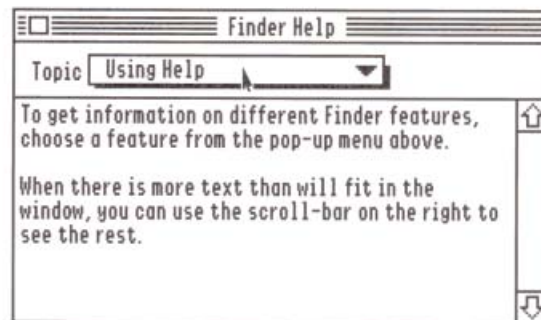 Finder Help
Topic Using Help
To get information on different Finder features,
choose a feature from the pop-up menu above.
When there is more text than will fit in the
window, you can use the scroll-bar on the right to
see the rest.